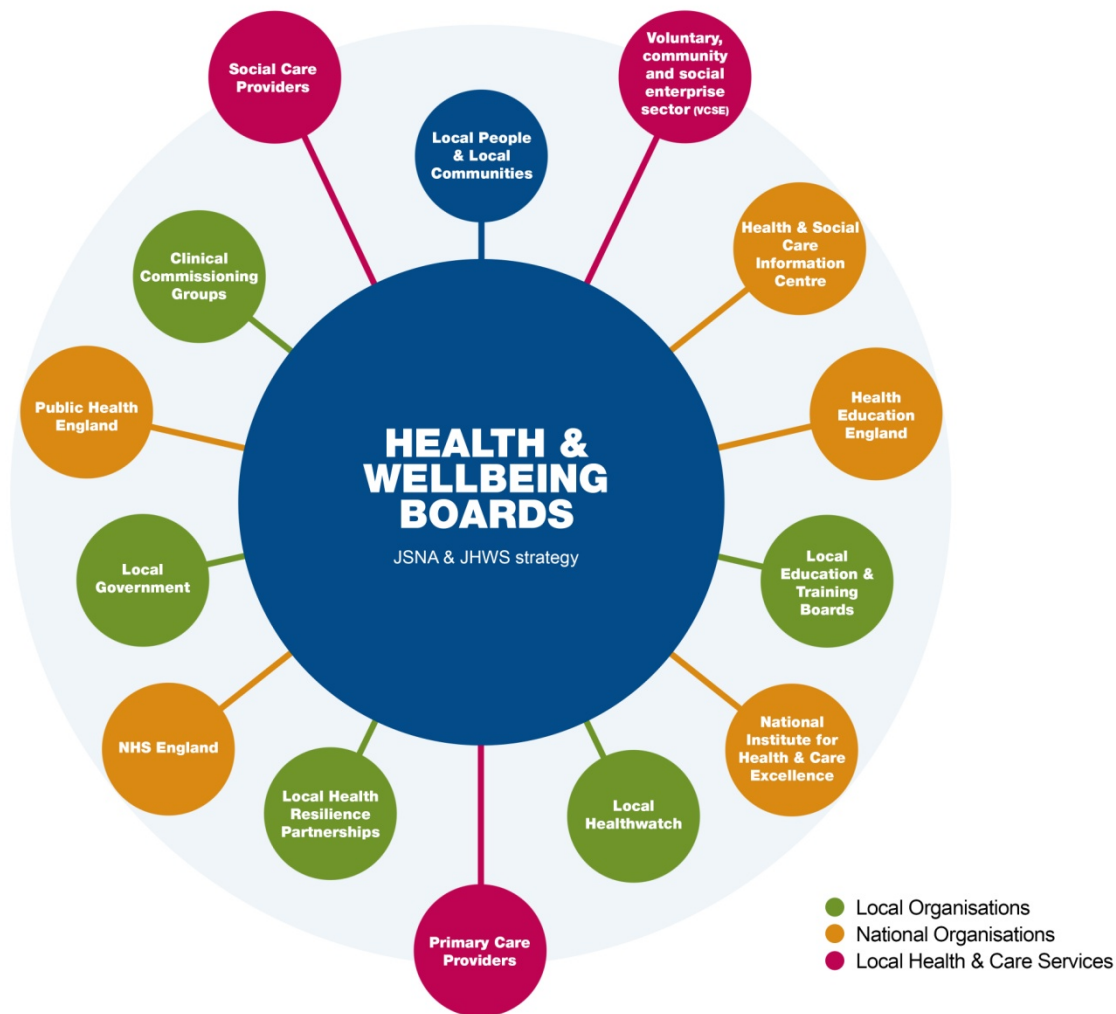 Social Care
Providers
Voluntary,
community
and social
enterprise
sector (VCSE)
Local People
& Local
Communities
Health & Social
Care
Information
Centre
Clinical
Commissioning
Groups
Public Health
England
Health
Education
England
HEALTH &
WELLBEING
BOARDS
JSNA & JHWS strategy
Local
Government
Local
Education &
Training
Boards
NHS England
National
Institute for
Health & Care
Excellence
Local Health
Resilience
Partnerships
Local
Healthwatch
Primary Care
Providers
Local Organisations
National Organisations
Local Health & Care Services